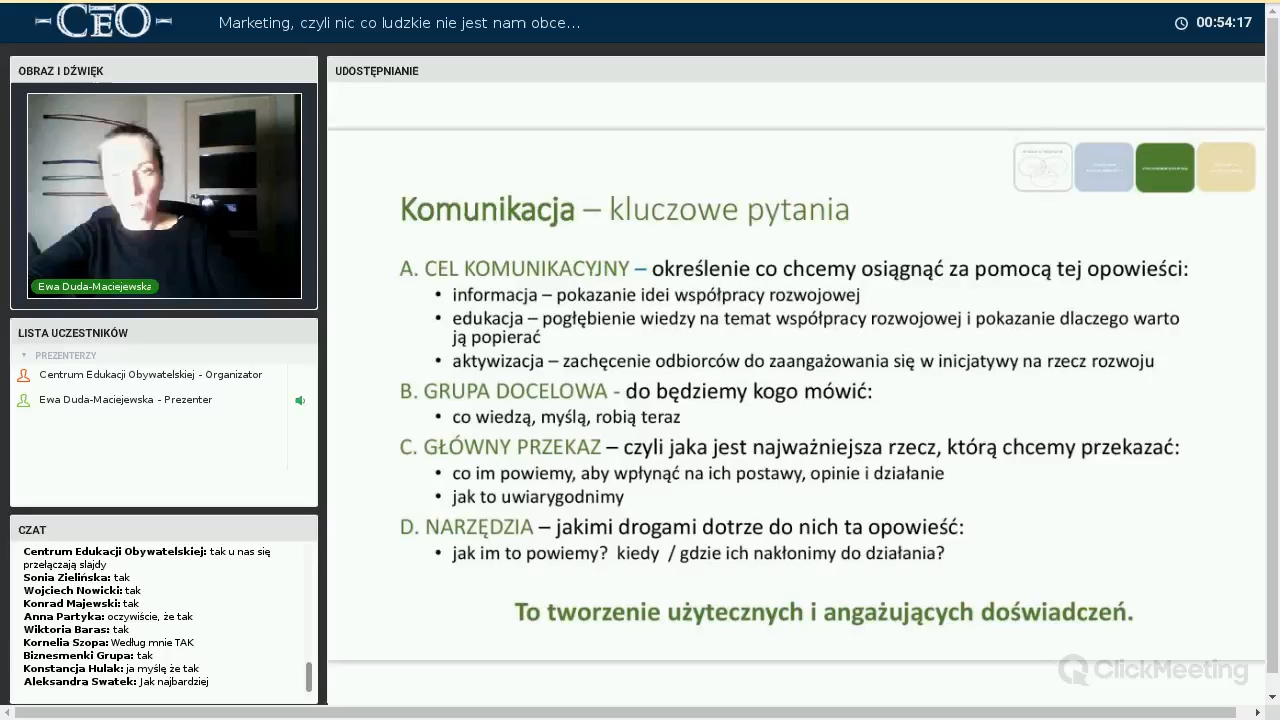 CEO
Marketing, czyli nic co ludzkie nie jest nam obce...
00:54:17
OBRAZ I DŹWIĘK
Ewa Duda-Maciejewska
LISTA UCZESTNIKÓW
PREZENTERZY
Centrum Edukacji Obywatelskiej - Organizator
Ewa Duda-Maciejewska - Prezenter
CZAT
Centrum Edukacji Obywatelskiej: tak u nas się
przełączają slajdy
Sonia Zielińska: tak
Wojciech Nowicki: tak
Konrad Majewski: tak
Anna Partyka: oczywiście, że tak
Wiktoria Baras: tak
Kornelia Szopa: Według mnie TAK
Biznesmenki Grupa: tak
Konstancja Hulak: ja myślę że tak
Aleksandra Swatek: Jak najbardziej
UDOSTĘPNIANIE
Komunikacja – kluczowe pytania
A. CEL KOMUNIKACYJNY – określenie co chcemy osiągnąć za pomocą tej opowieści:
• informacja – pokazanie idei współpracy rozwojowej
• edukacja – pogłębienie wiedzy na temat współpracy rozwojowej i pokazanie dlaczego warto
ją popierać
• aktywizacja – zachęcenie odbiorców do zaangażowania się w inicjatywy na rzecz rozwoju
B. GRUPA DOCELOWA - do będziemy kogo mówić:
• co wiedzą, myślą, robią teraz
C. GŁÓWNY PRZEKAZ – czyli jaka jest najważniejsza rzecz, którą chcemy przekazać:
• co im powiemy, aby wpłynąć na ich postawy, opinie i działanie
• jak to uwiarygodnimy
D. NARZĘDZIA – jakimi drogami dotrze do nich ta opowieść:
• jak im to powiemy? kiedy / gdzie ich nakłonimy do działania?
To tworzenie użytecznych i angażujących doświadczeń.
ClickMeeting